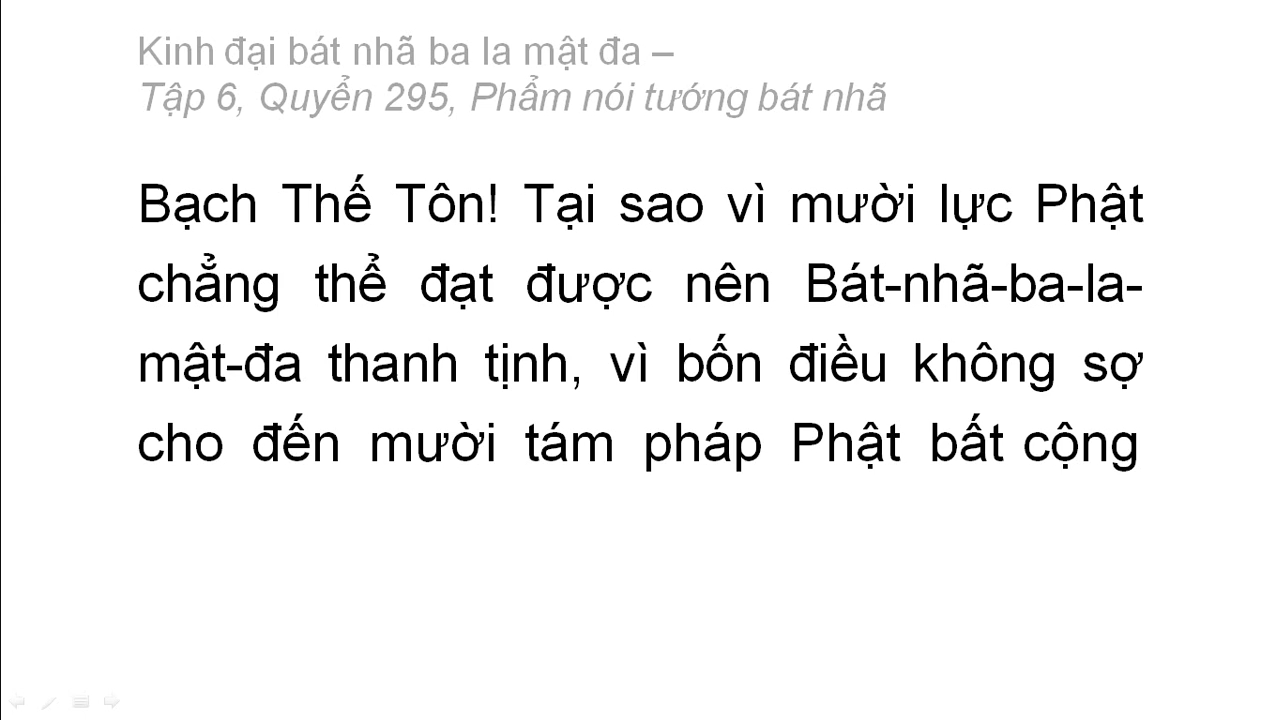 Kinh đại bát nhã ba la mật đa –
Tập 6, Quyển 295, Phẩm nói tướng bát nhã
Bạch Thế Tôn! Tại sao vì mười lực Phật
chẳng thể đạt được nên Bát-nhã-ba-la-
mật-đa thanh tịnh, vì bốn điều không sợ
cho đến mười tám pháp Phật bất cộng